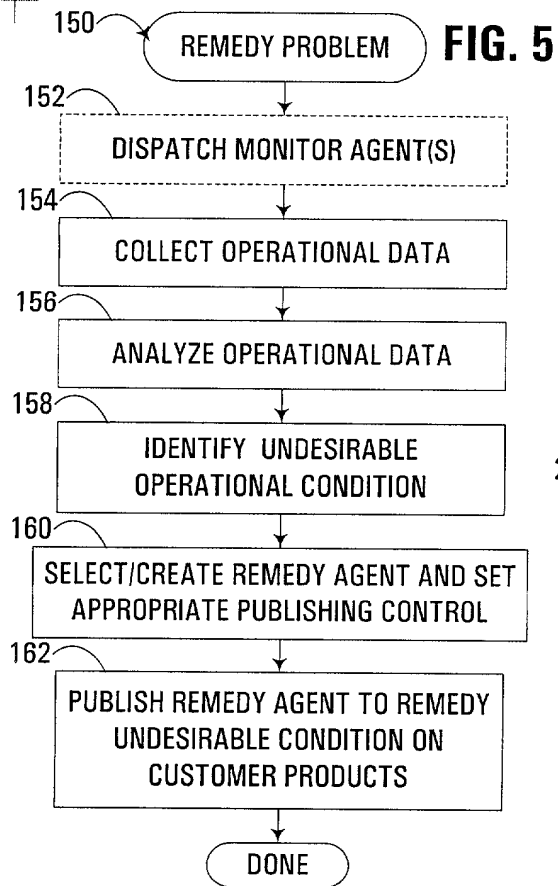 150
REMEDY PROBLEM
FIG. 5
152
DISPATCH MONITOR AGENT(S)
154
COLLECT OPERATIONAL DATA
156
ANALYZE OPERATIONAL DATA
158
IDENTIFY UNDESIRABLE
OPERATIONAL CONDITION
160
SELECT/CREATE REMEDY AGENT AND SET
APPROPRIATE PUBLISHING CONTROL
162
PUBLISH REMEDY AGENT TO REMEDY
UNDESIRABLE CONDITION ON
CUSTOMER PRODUCTS
DONE